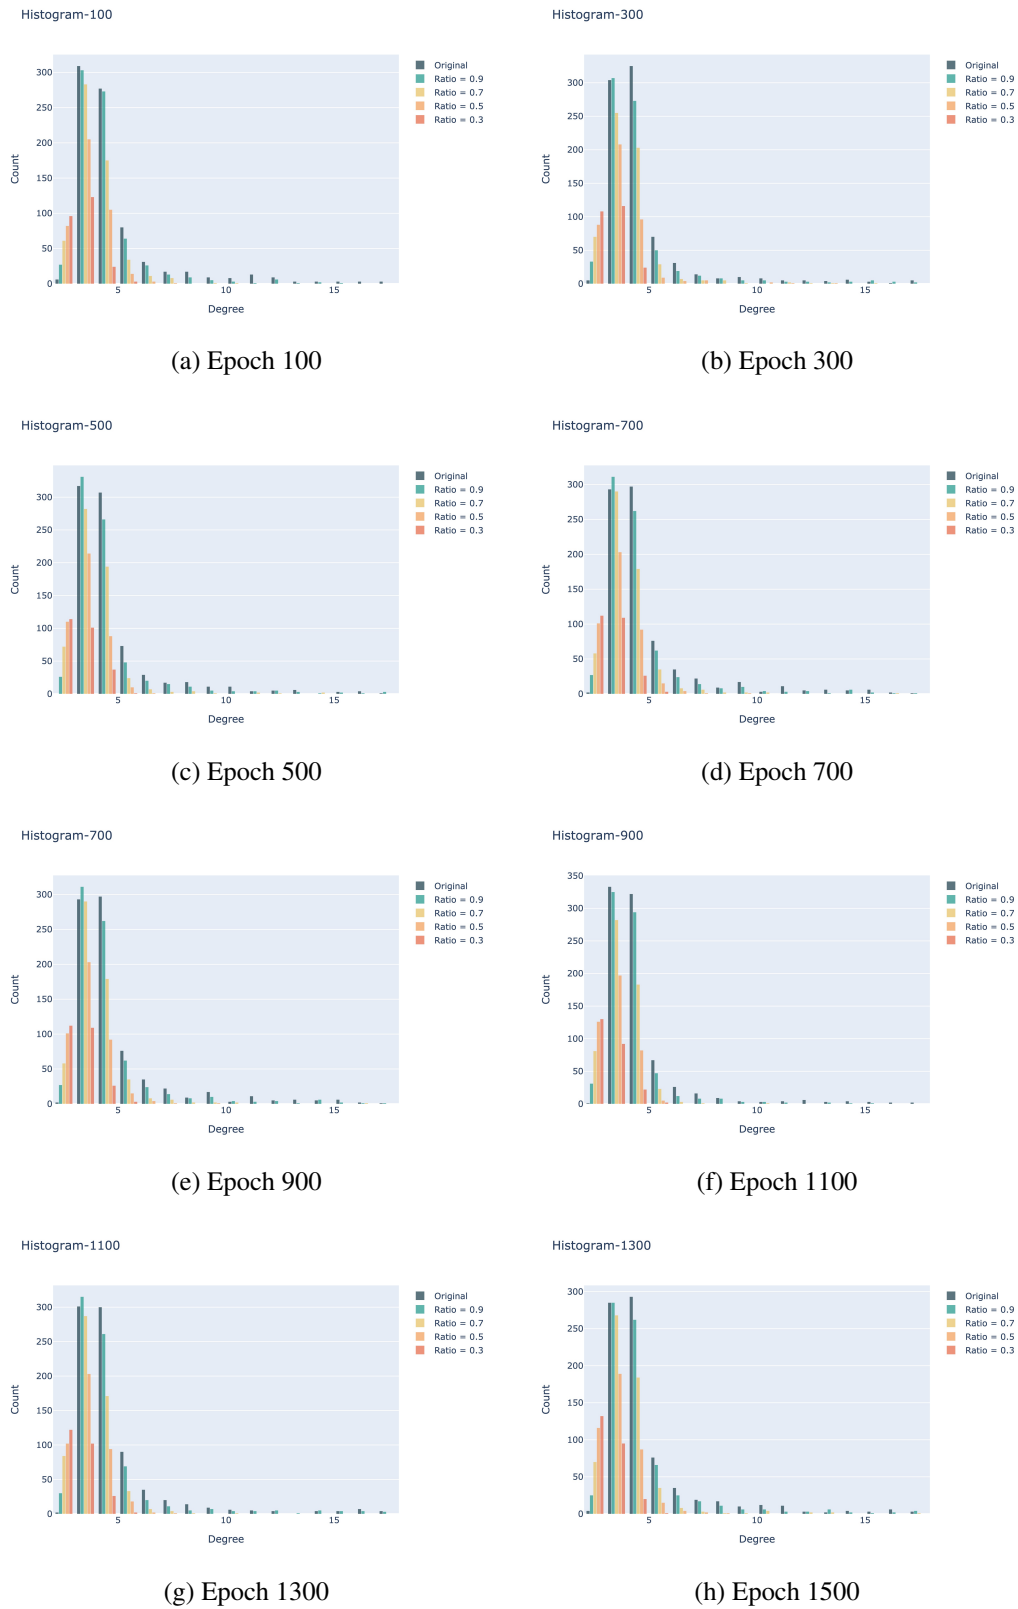 Histogram-100
300
250
200
150
100
50
0
5
10
15
Count
Degree
Original
Ratio = 0.9
Ratio = 0.7
Ratio = 0.5
Ratio = 0.3
(a) Epoch 100
Histogram-300
300
250
200
150
100
50
0
5
10
15
Count
Degree
Original
Ratio = 0.9
Ratio = 0.7
Ratio = 0.5
Ratio = 0.3
(b) Epoch 300
Histogram-500
300
250
200
150
100
50
0
5
10
15
Count
Degree
Original
Ratio = 0.9
Ratio = 0.7
Ratio = 0.5
Ratio = 0.3
(c) Epoch 500
Histogram-700
300
250
200
150
100
50
0
5
10
15
Count
Degree
Original
Ratio = 0.9
Ratio = 0.7
Ratio = 0.5
Ratio = 0.3
(d) Epoch 700
Histogram-700
300
250
200
150
100
50
0
5
10
15
Count
Degree
Original
Ratio = 0.9
Ratio = 0.7
Ratio = 0.5
Ratio = 0.3
(e) Epoch 900
Histogram-900
350
300
250
200
150
100
50
0
5
10
15
Count
Degree
Original
Ratio = 0.9
Ratio = 0.7
Ratio = 0.5
Ratio = 0.3
(f) Epoch 1100
Histogram-1100
300
250
200
150
100
50
0
5
10
15
Count
Degree
Original
Ratio = 0.9
Ratio = 0.7
Ratio = 0.5
Ratio = 0.3
(g) Epoch 1300
Histogram-1300
300
250
200
150
100
50
0
5
10
15
Count
Degree
Original
Ratio = 0.9
Ratio = 0.7
Ratio = 0.5
Ratio = 0.3
(h) Epoch 1500